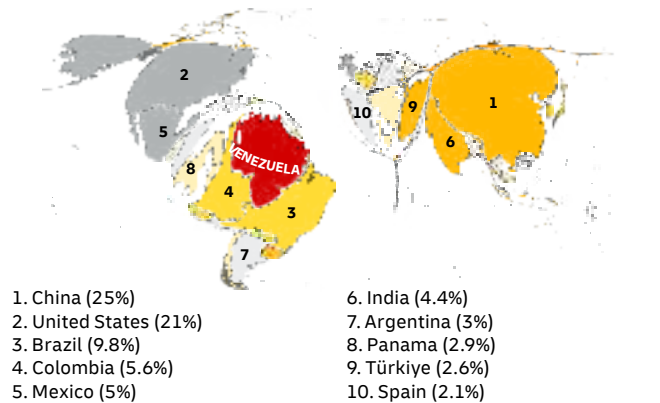 2
5
8
VENEZUELA
4
3
7
10
9
1
6
1. China (25%)
2. United States (21%)
3. Brazil (9.8%)
4. Colombia (5.6%)
5. Mexico (5%)
6. India (4.4%)
7. Argentina (3%)
8. Panama (2.9%)
9. Türkiye (2.6%)
10. Spain (2.1%)